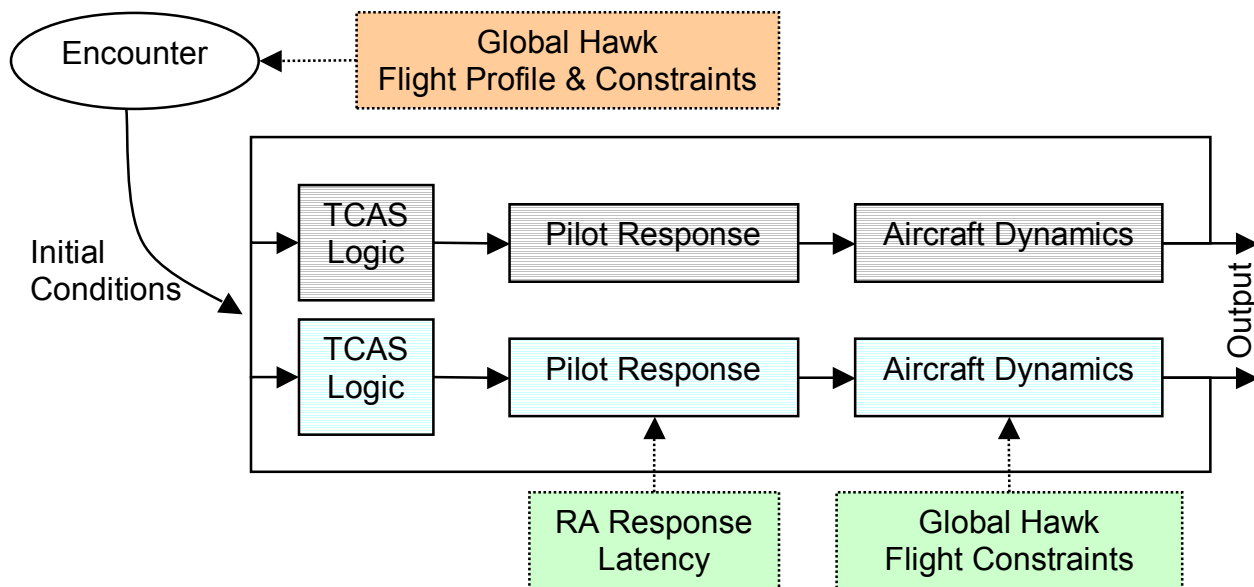 Encounter
Global Hawk
Flight Profile & Constraints
Initial
Conditions
TCAS
Logic
Pilot Response
Aircraft Dynamics
TCAS
Logic
Pilot Response
Aircraft Dynamics
Output
RA Response
Latency
Global Hawk
Flight Constraints